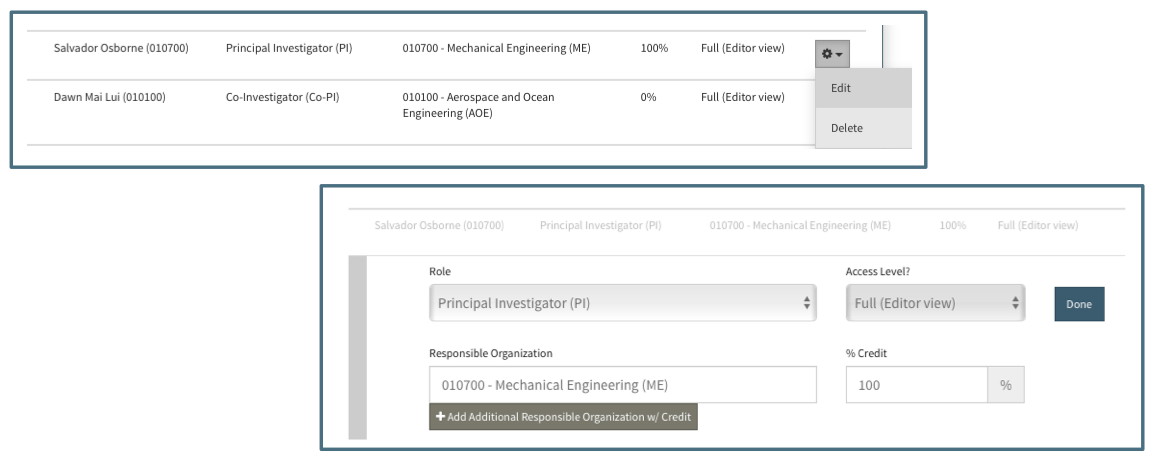 Salvador Osborne (010700) Principal Investigator (PI) 010700 - Mechanical Engineering (ME) 100% Full (Editor view)
Edit
Dawn Mai Lui (010100) Co-Investigator (Co-PI) 010100 - Aerospace and Ocean 0% Full (Editor view)
Engineering (AOE)
Delete
Salvador Osborne (010700) Principal Investigator (PI) 010700 - Mechanical Engineering (ME) 100% Full (Editor view)
Role Access Level?
Principal Investigator (PI) Full (Editor view) Done
Responsible Organization % Credit
010700 - Mechanical Engineering (ME) 100 %
+ Add Additional Responsible Organization w/ Credit